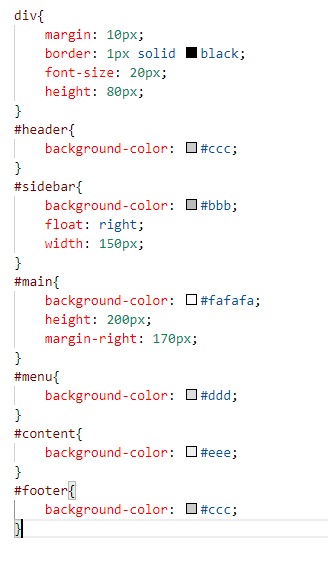 div{
    margin: 10px;
    border: 1px solid black;
    font-size: 20px;
    height: 80px;
}
#header{
    background-color: #ccc;
}
#sidebar{
    background-color: #bbb;
    float: right;
    width: 150px;
}
#main{
    background-color: #fafafa;
    height: 200px;
    margin-right: 170px;
}
#menu{
    background-color: #ddd;
}
#content{
    background-color: #eee;
}
#footer{
    background-color: #ccc;
}